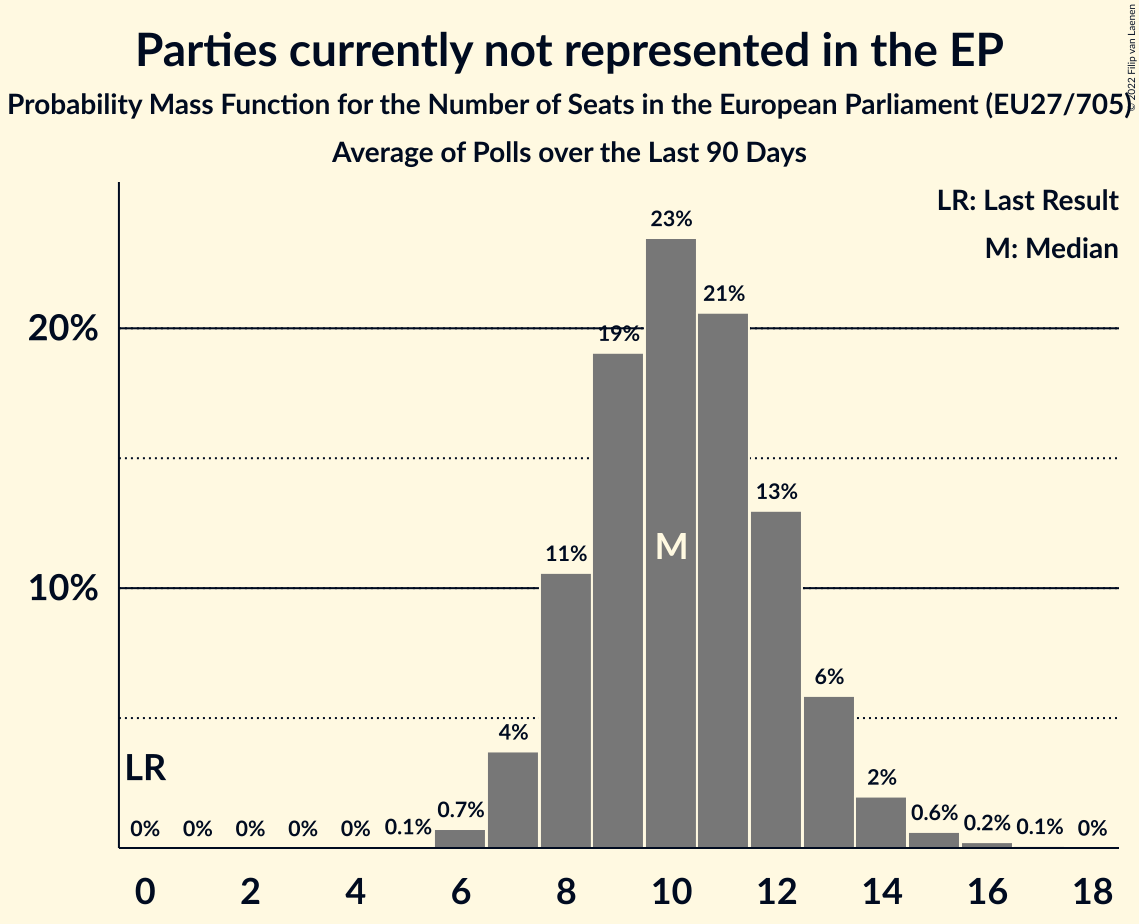 © 2022 Filip van Laenen
Parties currently not represented in the EP
Probability Mass Function for the Number of Seats in the European Parliament (EU27/705)
Average of Polls over the Last 90 Days
LR: Last Result
M: Median
23%
21%
20%
19%
13%
M
11%
10%
6%
4%
LR
2%
0% 0% 0% 0% 0% 0.1% 0.7% 0.6% 0.2% 0.1% 0%
0 2 4 6 8 10 12 14 16 18